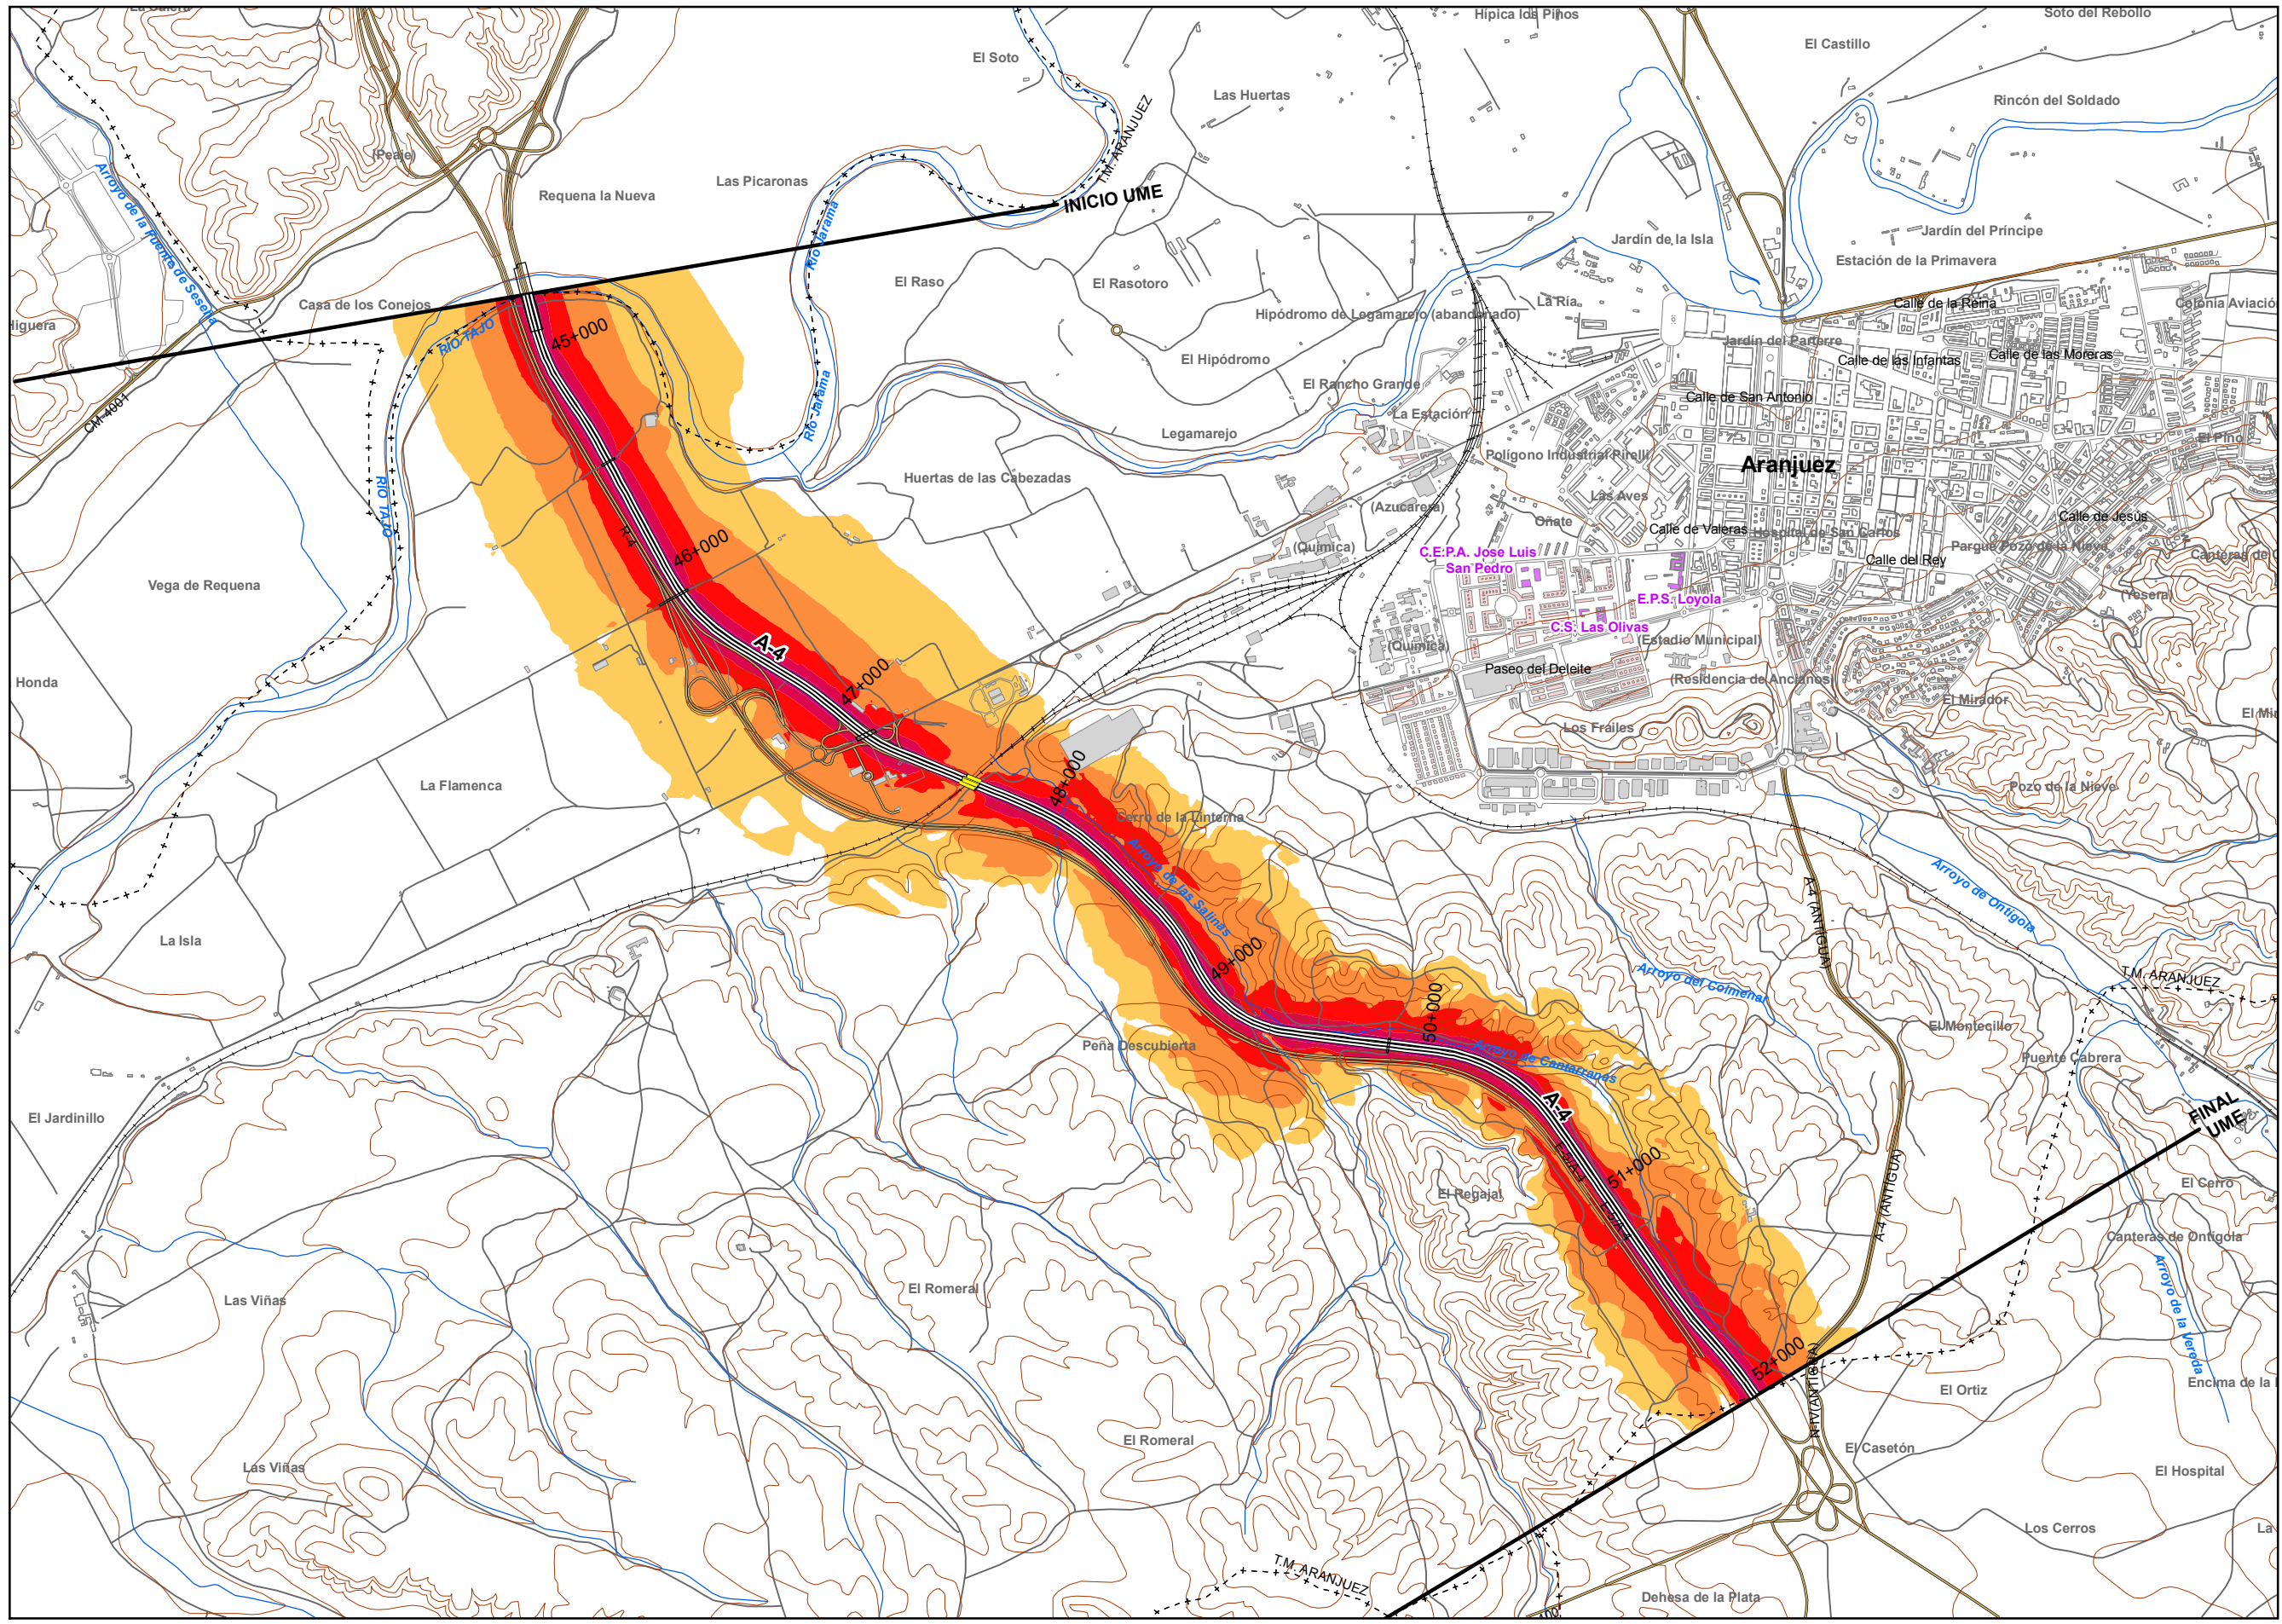 La Calera
Hípica los Pinos
Soto del Rebollo
El Soto
El Castillo
Las Huertas
Rincón del Soldado
(Peaje)
T.M. ARANJUEZ
Arroyo de la Fuente de Seseña
Requena la Nueva
Las Picaronas
INICIO UME
Río Jarama
Jardín de la Isla
Jardín del Príncipe
Estación de la Primavera
El Raso
El Rasotoro
Casa de los Conejos
La Ría
Calle de la Reina
Hipódromo de Legamarejo (abandonado)
RÍO TAJO
45+000
Jardín del Parterre
El Hipódromo
Calle de las Infantas
Calle de las Moreras
El Rancho Grande
Calle de San Antonio
CM-4001
Río Jarama
La Estación
Legamarejo
El Pino
Polígono Industrial Pirelli
Aranjuez
Huertas de las Cabezadas
RÍO TAJO
Las Aves
(Azucarera)
Oñate
Calle de Valeras
Hospital de San Carlos
Calle de Jesús
R-4
46+000
(Química)
C.E.P.A. Jose Luis
San Pedro
Parque Pozo de la Nieve
Calle del Rey
Vega de Requena
E.P.S. Loyola
(Yesera)
C.S. Las Olivas
(Estadio Municipal)
A-4
(Química)
Paseo del Deleite
Honda
47+000
(Residencia de Ancianos)
El Mirador
Los Frailes
La Flamenca
48+000
Pozo de la Nieve
Cerro de la Linterna
Arroyo de las Salinas
Arroyo de Ontígola
A-4 (ANTIGUA)
La Isla
49+000
Arroyo del Colmenar
T.M. ARANJUEZ
50+000
El Montecillo
Peña Descubierta
Arroyo de Cantarranas
Puente Cabrera
El Jardinillo
A-4
FINAL
UME
E-5/A-4
51+000
El Regajal
El Cerro
A-4 (ANTIGUA)
E-5/A-4
Canteras de Ontígola
El Romeral
Las Viñas
Arroyo de la Vereda
52+000
El Ortiz
N-IV(ANTIGUA)
El Romeral
El Casetón
Las Viñas
El Hospital
Los Cerros
T.M. ARANJUEZ
Dehesa de la Plata